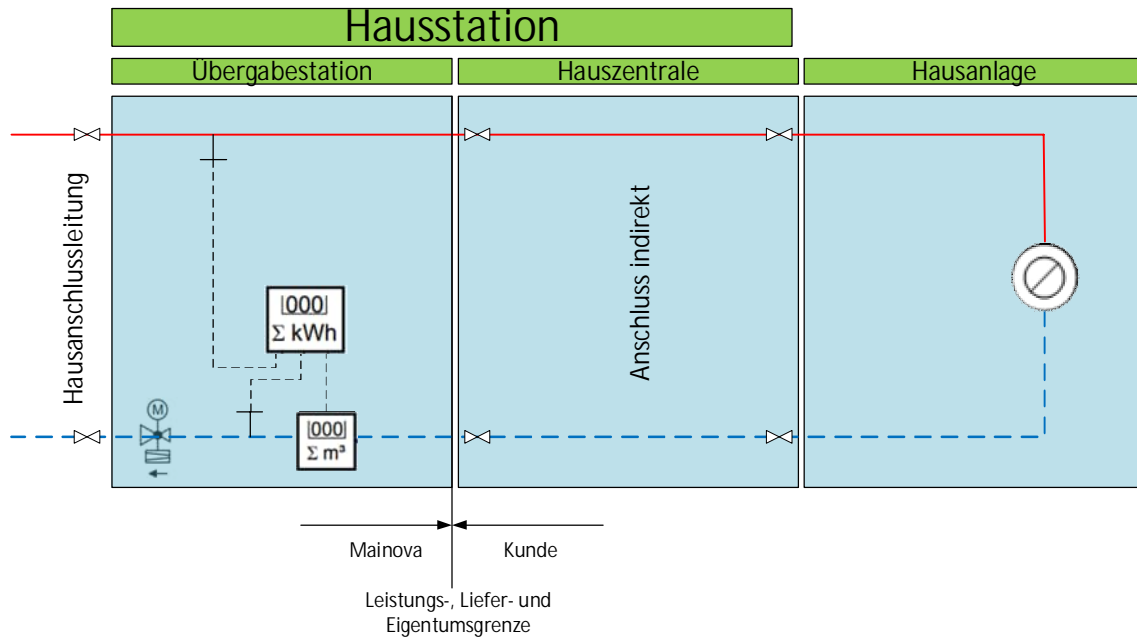 Hausstation
Übergabestation
Hauszentrale
Hausanlage
Hausanschlussleitung
Anschluss indirekt
000
Σ kWh
M
000
Σ m³
Mainova
Kunde
Leistungs-, Liefer- und
Eigentumsgrenze